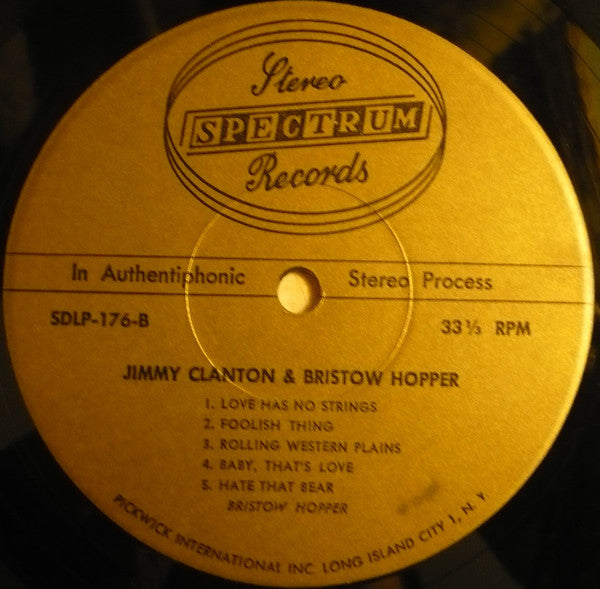 Stereo
SPECTRUM
Records
In Authentiphonic Stereo Process
SDLP-176-B 33⅓ RPM
JIMMY CLANTON & BRISTOW HOPPER
1. LOVE HAS NO STRINGS
2. FOOLISH THING
3. ROLLING WESTERN PLAINS
4. BABY, THAT'S LOVE
5. HATE THAT BEAR
BRISTOW HOPPER
PICKWICK INTERNATIONAL INC. LONG ISLAND CITY 1, N. Y.